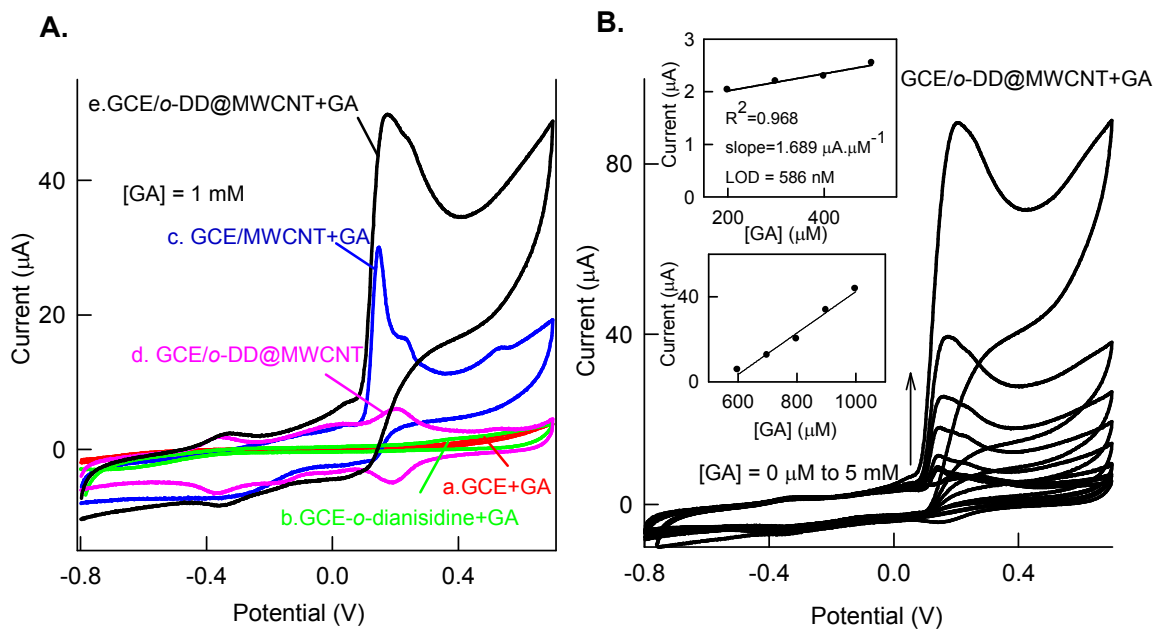 A.
e.GCE/o-DD@MWCNT+GA
[GA] = 1 mM
c. GCE/MWCNT+GA
d. GCE/o-DD@MWCNT
a.GCE+GA
b.GCE-o-dianisidine+GA
Current (μA)
40
20
0
-0.8
-0.4
0.0
0.4
Potential (V)
B.
GCE/o-DD@MWCNT+GA
Current (μA)
3
2
1
0
R²=0.968
slope=1.689 μA.μM⁻¹
LOD = 586 nM
200
400
[GA] (μM)
Current (μA)
40
0
600
800
1000
[GA] (μM)
[GA] = 0 μM to 5 mM
Current (μA)
80
40
0
-0.8
-0.4
0.0
0.4
Potential (V)